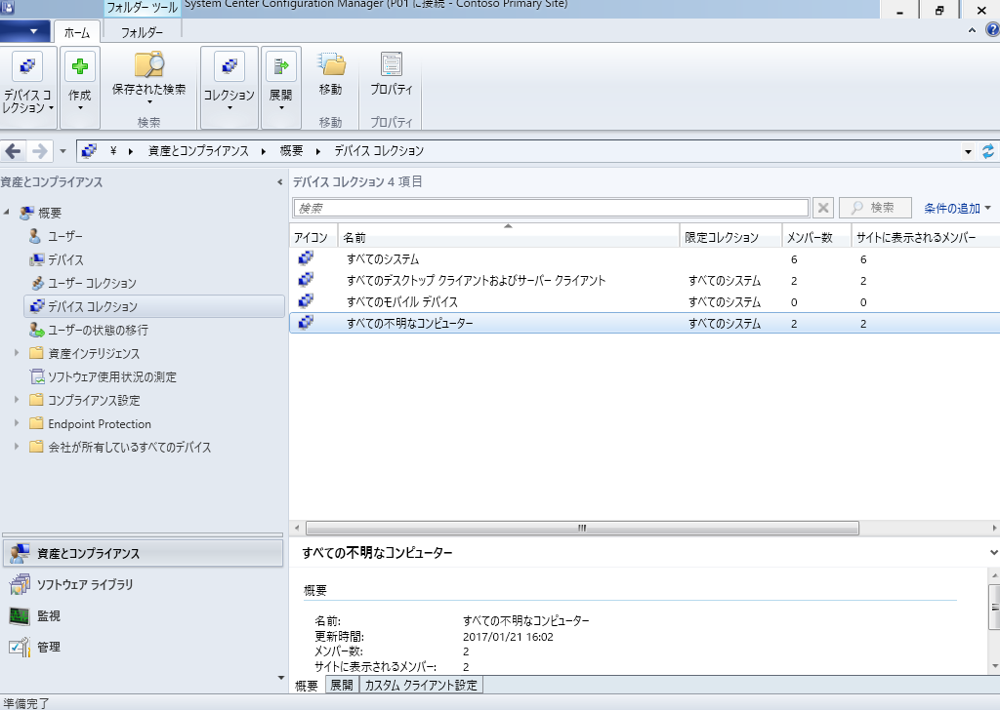 フォルダー ツール
System Center Configuration Manager (P01 に接続 - Contoso Primary Site)
ホーム
フォルダー
デバイス コレクション
作成
保存された検索
コレクション
展開
移動
プロパティ
検索
移動
プロパティ
¥ 資産とコンプライアンス 概要 デバイス コレクション
資産とコンプライアンス
概要
ユーザー
デバイス
ユーザー コレクション
デバイス コレクション
ユーザーの状態の移行
資産インテリジェンス
ソフトウェア使用状況の測定
コンプライアンス設定
Endpoint Protection
会社が所有しているすべてのデバイス
資産とコンプライアンス
ソフトウェア ライブラリ
監視
管理
デバイス コレクション 4 項目
検索 検索 条件の追加
アイコン 名前 限定コレクション メンバー数 サイトに表示されるメンバー
すべてのシステム 6 6
すべてのデスクトップ クライアントおよびサーバー クライアント すべてのシステム 2 2
すべてのモバイル デバイス すべてのシステム 0 0
すべての不明なコンピューター すべてのシステム 2 2
すべての不明なコンピューター
概要
名前: すべての不明なコンピューター
更新時間: 2017/01/21 16:02
メンバー数: 2
サイトに表示されるメンバー: 2
概要 展開 カスタム クライアント設定
準備完了